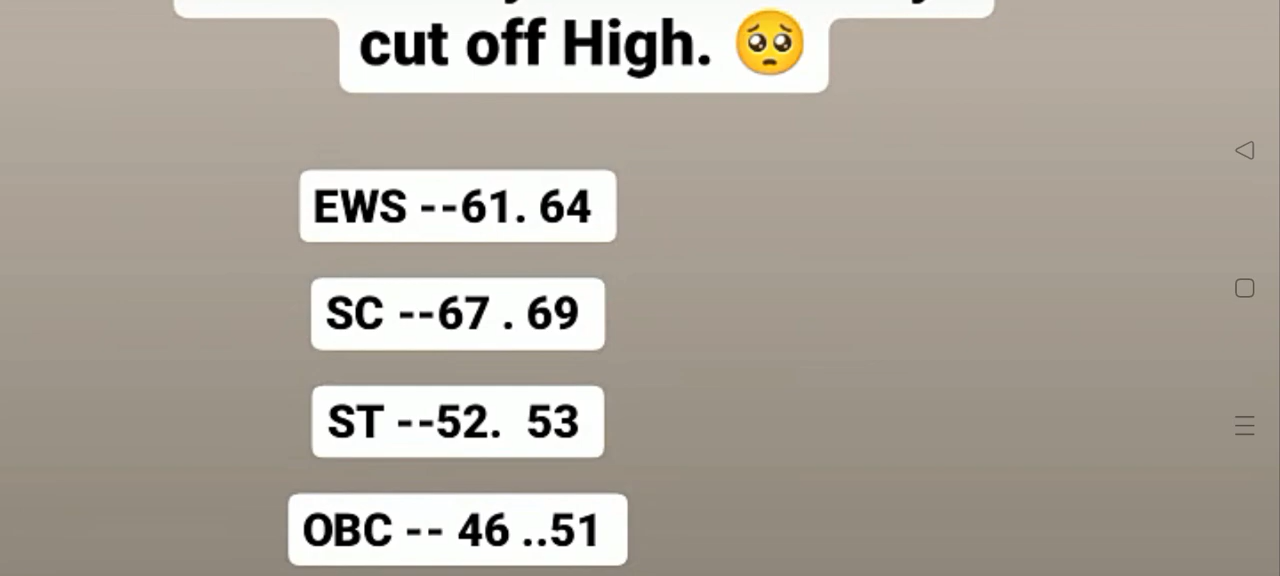 cut off High. 🥺
EWS --61. 64
SC --67 . 69
ST --52.  53
OBC -- 46 ..51